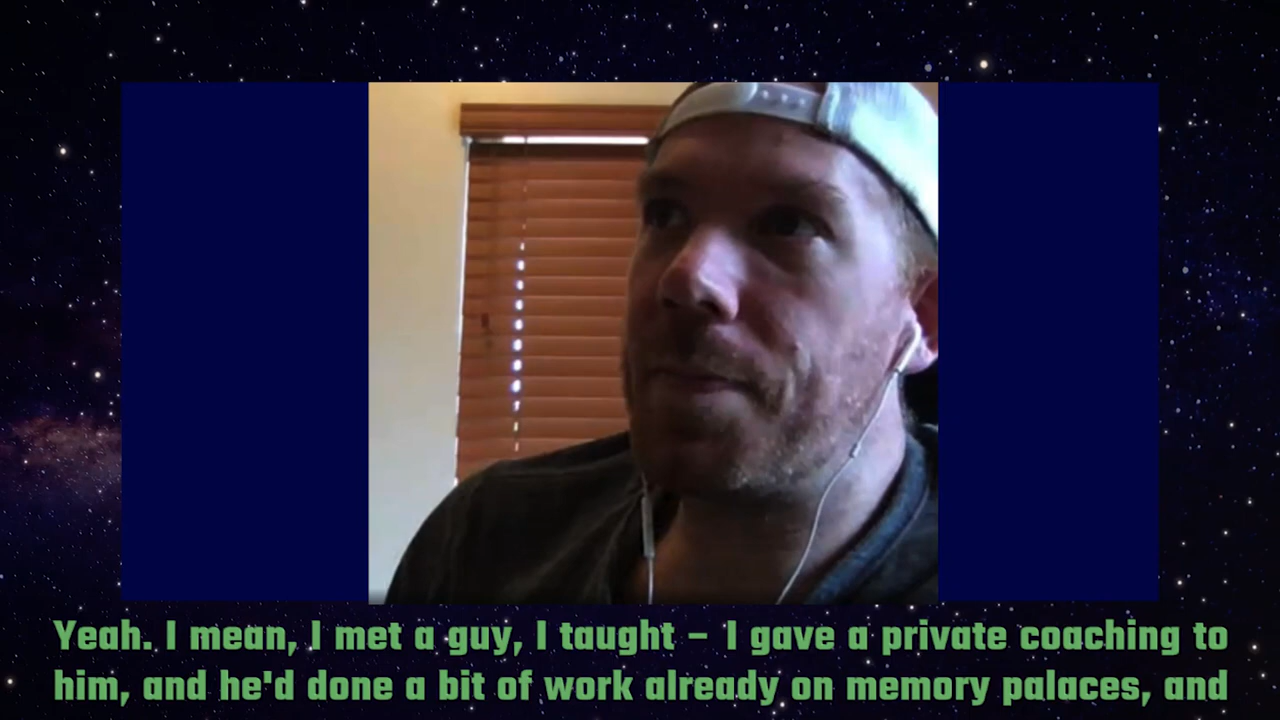 Yeah. I mean, I met a guy, I taught – I gave a private coaching to
him, and he'd done a bit of work already on memory palaces, and